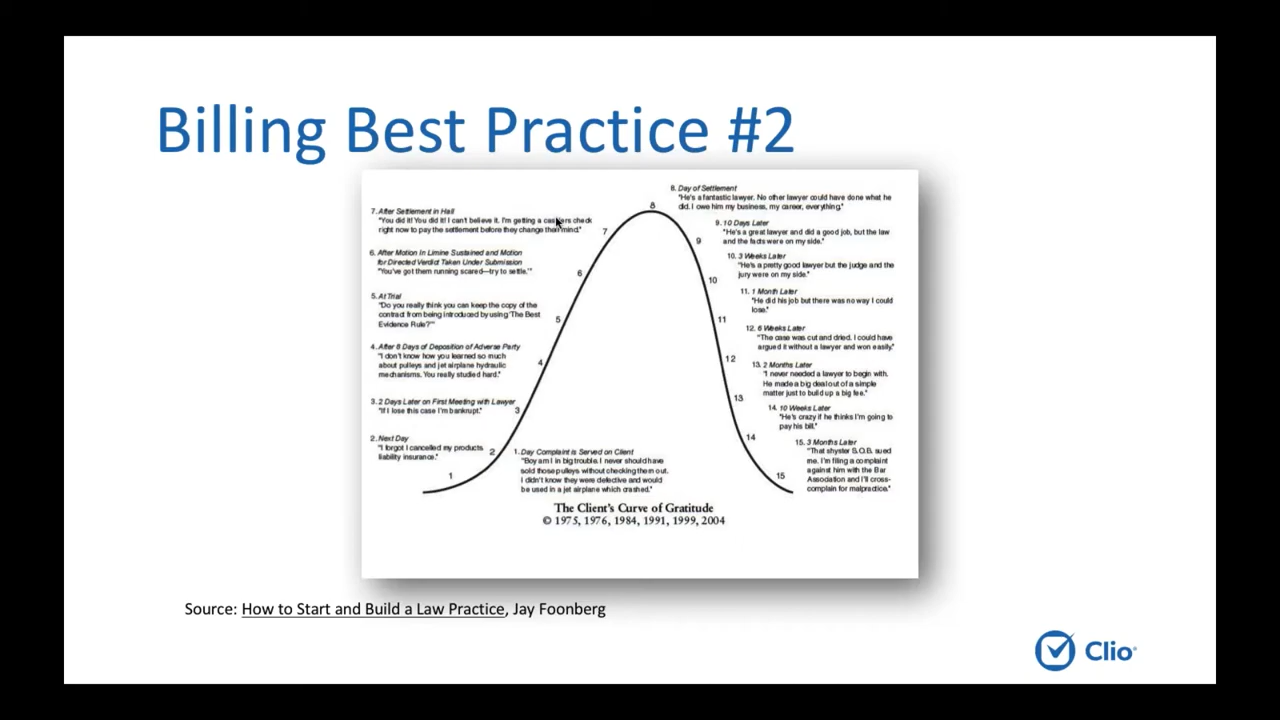 Billing Best Practice #2
8. Day of Settlement
"He's a fantastic lawyer. No other lawyer could have done what he
did. I owe him my business, my career, everything."
7. After Settlement in Hall
"You did it! You did it! I can't believe it. I'm getting a cashiers check
right now to pay the settlement before they change their mind."
9. 10 Days Later
"He's a great lawyer and did a good job, but the law
and the facts were on my side."
6. After Motion In Limine Sustained and Motion
for Directed Verdict Taken Under Submission
"You've got them running scared—try to settle.'"
10. 3 Weeks Later
"He's a pretty good lawyer but the judge and the
jury were on my side."
5. At Trial
"Do you really think you can keep the copy of the
contract from being introduced by using 'The Best
Evidence Rule?'"
11. 1 Month Later
"He did his job but there was no way I could
lose."
12. 6 Weeks Later
"The case was cut and dried. I could have
argued it without a lawyer and won easily."
4. After 8 Days of Deposition of Adverse Party
"I don't know how you learned so much
about pulleys and jet airplane hydraulic
mechanisms. You really studied hard."
13. 2 Months Later
"I never needed a lawyer to begin with.
He made a big deal out of a simple
matter just to build up a big fee."
3. 2 Days Later on First Meeting with Lawyer
"If I lose this case I'm bankrupt."
14. 10 Weeks Later
"He's crazy if he thinks I'm going to
pay his bill."
2. Next Day
"I forgot I cancelled my products
liability insurance."
1. Day Complaint is Served on Client
"Boy am I in big trouble. I never should have
sold those pulleys without checking them out.
I didn't know they were defective and would
be used in a jet airplane which crashed."
15. 3 Months Later
"That shyster S.O.B. sued
me. I'm filing a complaint
against him with the Bar
Association and I'll cross-
complain for malpractice."
1
2
3
4
5
6
7
8
9
10
11
12
13
14
15
The Client's Curve of Gratitude
© 1975, 1976, 1984, 1991, 1999, 2004
Source: How to Start and Build a Law Practice, Jay Foonberg
Clio®